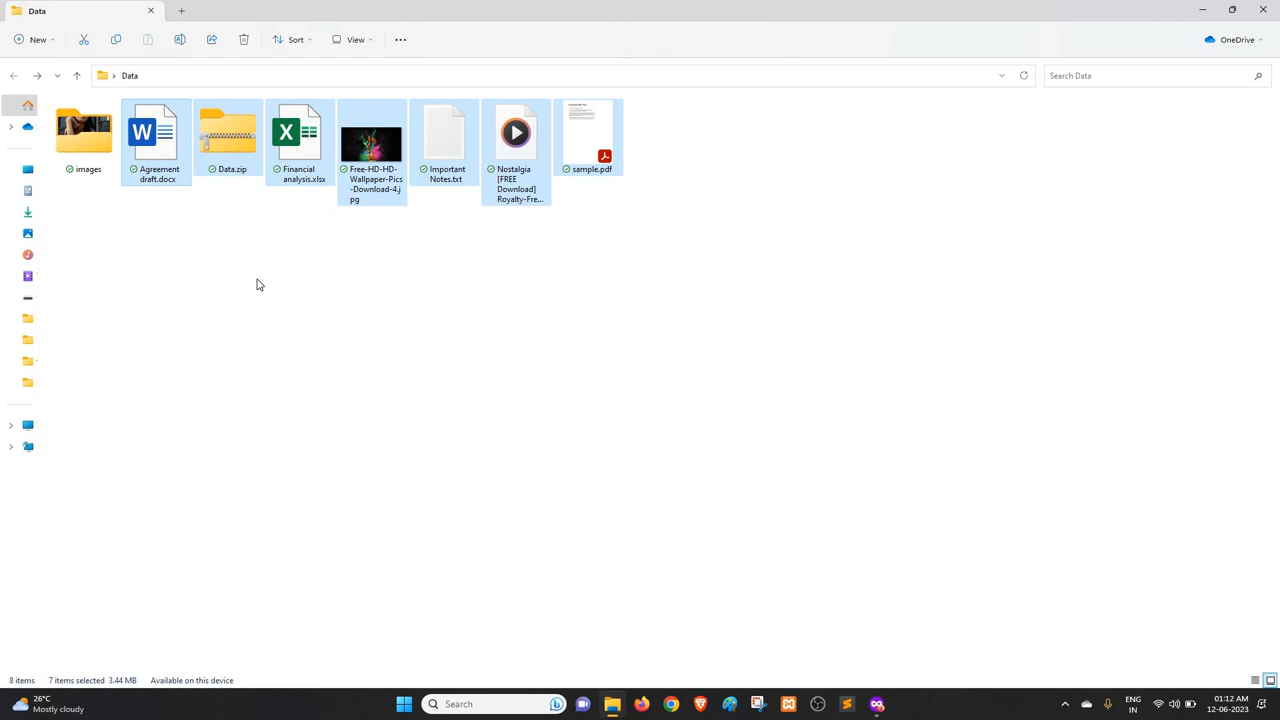 Data
New
Sort
View
OneDrive
Data
Search Data
images
Agreement
draft.docx
Data.zip
Financial
analysis.xlsx
Free-HD-HD-
Wallpaper-Pics
-Download-4.j
pg
Important
Notes.txt
Nostalgia
[FREE
Download]
Royalty-Fre...
sample.pdf
8 items
7 items selected 3.44 MB
Available on this device
26°C
Mostly cloudy
Search
ENG
IN
01:12 AM
12-06-2023